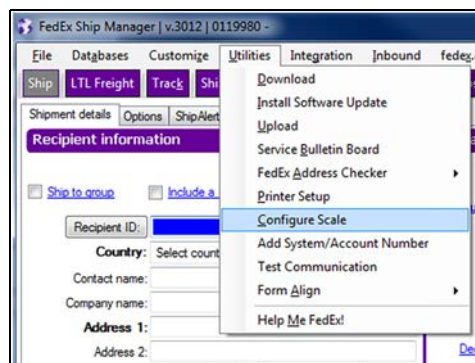 FedEx Ship Manager | v.3012 | 0119980 -
File Databases Customize Utilities Integration Inbound fedex.
Ship LTL Freight Track Shi
Shipment details Options ShipAlert
Recipient information
Ship to group Include a
Recipient ID:
Country: Select count
Contact name:
Company name:
Address 1:
Address 2:
Download
Install Software Update
Upload
Service Bulletin Board
FedEx Address Checker
Printer Setup
Configure Scale
Add System/Account Number
Test Communication
Form Align
Help Me FedEx!